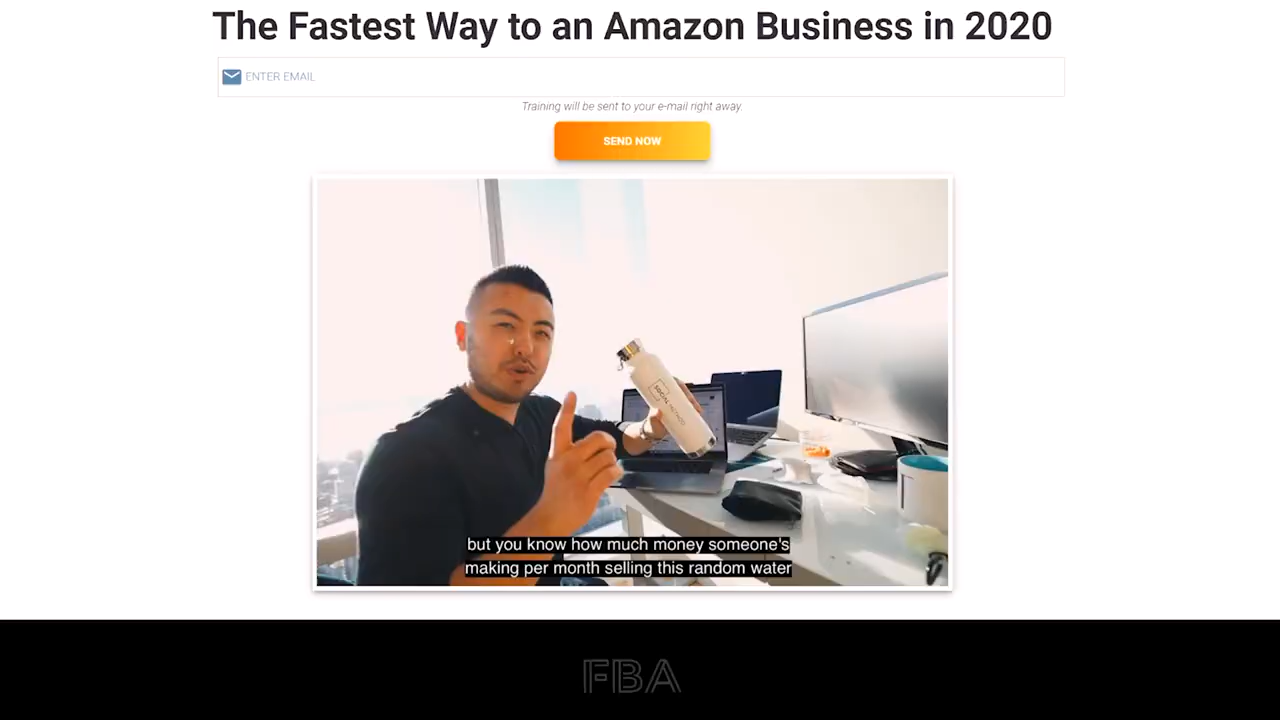 The Fastest Way to an Amazon Business in 2020
ENTER EMAIL
Training will be sent to your e-mail right away.
SEND NOW
but you know how much money someone's
making per month selling this random water
FBA